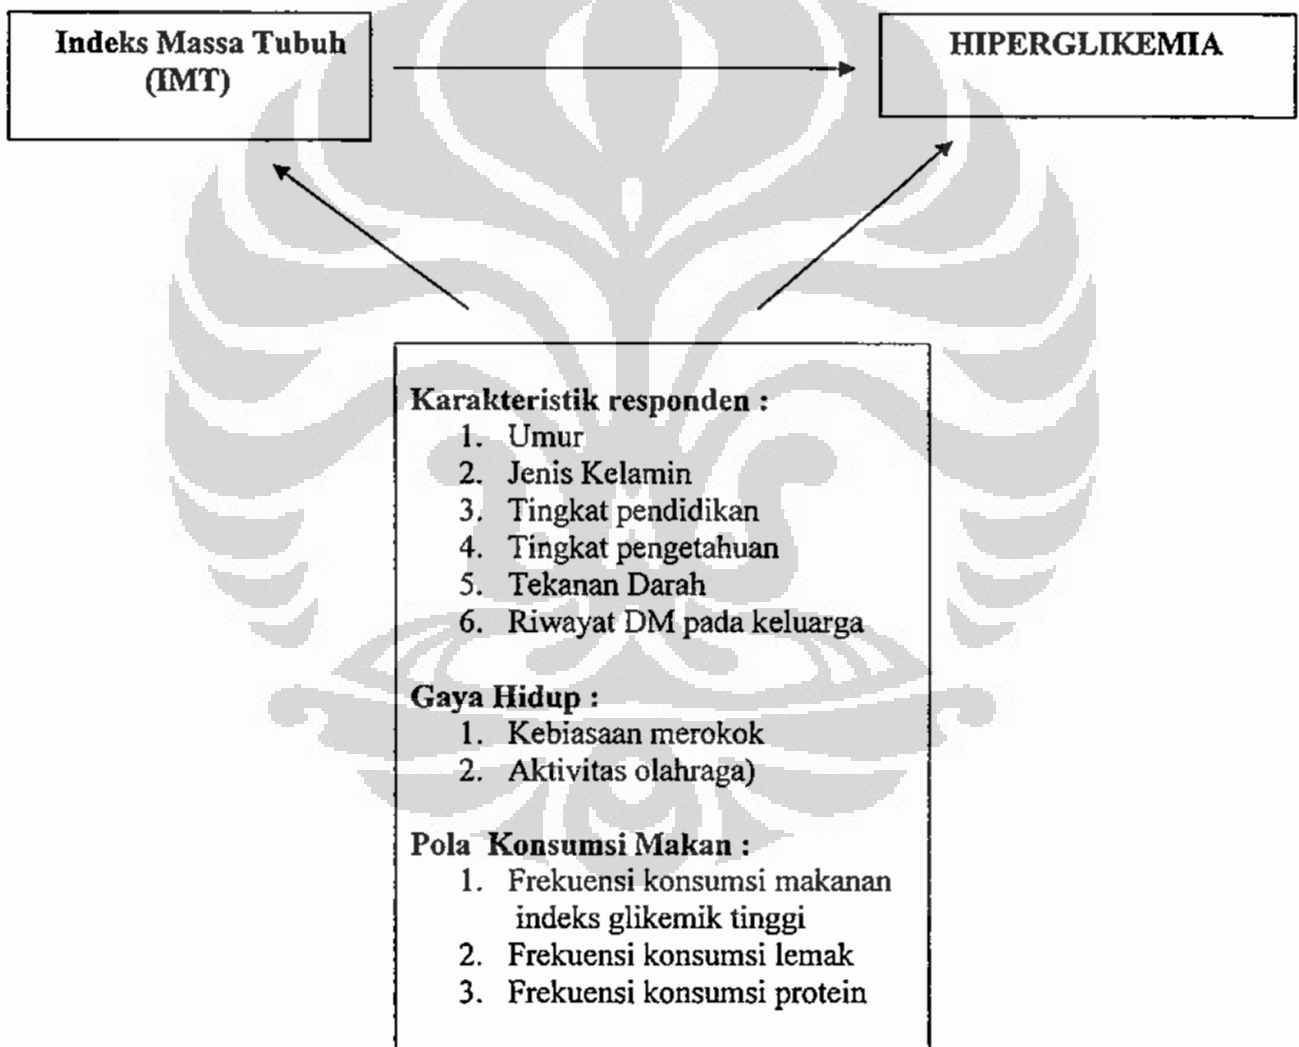 Indeks Massa Tubuh
(IMT)
HIPERGLIKEMIA
Karakteristik responden :
1. Umur
2. Jenis Kelamin
3. Tingkat pendidikan
4. Tingkat pengetahuan
5. Tekanan Darah
6. Riwayat DM pada keluarga
Gaya Hidup :
1. Kebiasaan merokok
2. Aktivitas olahraga)
Pola Konsumsi Makan :
1. Frekuensi konsumsi makanan
indeks glikemik tinggi
2. Frekuensi konsumsi lemak
3. Frekuensi konsumsi protein